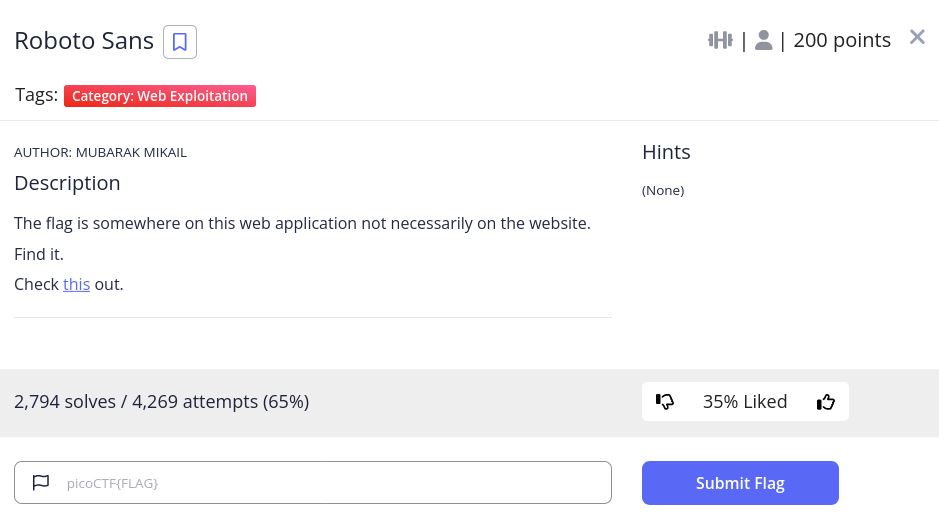 Roboto Sans
| | 200 points
Tags: Category: Web Exploitation
AUTHOR: MUBARAK MIKAIL
Description
The flag is somewhere on this web application not necessarily on the website.
Find it.
Check this out.
Hints
(None)
2,794 solves / 4,269 attempts (65%)
35% Liked
picoCTF{FLAG}
Submit Flag